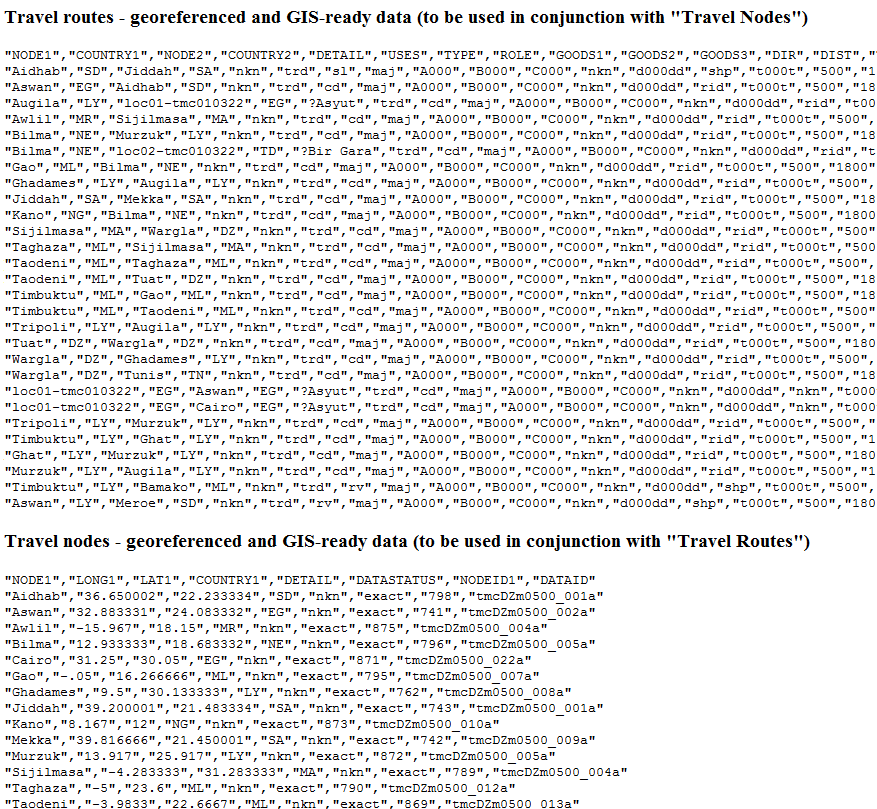 Travel routes - georeferenced and GIS-ready data (to be used in conjunction with "Travel Nodes")
"NODE1","COUNTRY1","NODE2","COUNTRY2","DETAIL","USES","TYPE","ROLE","GOODS1","GOODS2","GOODS3","DIR","DIST","
"Aidhab","SD","Jiddah","SA","nkn","trd","sl","maj","A000","B000","C000","nkn","d000dd","shp","t000t","500","1
"Aswan","EG","Aidhab","SD","nkn","trd","cd","maj","A000","B000","C000","nkn","d000dd","rid","t000t","500","18
"Augila","LY","loc01-tmc010322","EG","?Asyut","trd","cd","maj","A000","B000","C000","nkn","d000dd","rid","t00
"Awlil","MR","Sijilmasa","MA","nkn","trd","cd","maj","A000","B000","C000","nkn","d000dd","rid","t000t","500",
"Bilma","NE","Murzuk","LY","nkn","trd","cd","maj","A000","B000","C000","nkn","d000dd","rid","t000t","500","18
"Bilma","NE","loc02-tmc010322","TD","?Bir Gara","trd","cd","maj","A000","B000","C000","nkn","d000dd","rid","t
"Gao","ML","Bilma","NE","nkn","trd","cd","maj","A000","B000","C000","nkn","d000dd","rid","t000t","500","1800"
"Ghadames","LY","Augila","LY","nkn","trd","cd","maj","A000","B000","C000","nkn","d000dd","rid","t000t","500",
"Jiddah","SA","Mekka","SA","nkn","trd","cd","maj","A000","B000","C000","nkn","d000dd","rid","t000t","500","18
"Kano","NG","Bilma","NE","nkn","trd","cd","maj","A000","B000","C000","nkn","d000dd","rid","t000t","500","1800
"Sijilmasa","MA","Wargla","DZ","nkn","trd","cd","maj","A000","B000","C000","nkn","d000dd","rid","t000t","500"
"Taghaza","ML","Sijilmasa","MA","nkn","trd","cd","maj","A000","B000","C000","nkn","d000dd","rid","t000t","500
"Taodeni","ML","Taghaza","ML","nkn","trd","cd","maj","A000","B000","C000","nkn","d000dd","rid","t000t","500",
"Taodeni","ML","Tuat","DZ","nkn","trd","cd","maj","A000","B000","C000","nkn","d000dd","rid","t000t","500","18
"Timbuktu","ML","Gao","ML","nkn","trd","cd","maj","A000","B000","C000","nkn","d000dd","rid","t000t","500","18
"Timbuktu","ML","Taodeni","ML","nkn","trd","cd","maj","A000","B000","C000","nkn","d000dd","rid","t000t","500"
"Tripoli","LY","Augila","LY","nkn","trd","cd","maj","A000","B000","C000","nkn","d000dd","rid","t000t","500","
"Tuat","DZ","Wargla","DZ","nkn","trd","cd","maj","A000","B000","C000","nkn","d000dd","rid","t000t","500","180
"Wargla","DZ","Ghadames","LY","nkn","trd","cd","maj","A000","B000","C000","nkn","d000dd","rid","t000t","500",
"Wargla","DZ","Tunis","TN","nkn","trd","cd","maj","A000","B000","C000","nkn","d000dd","rid","t000t","500","18
"loc01-tmc010322","EG","Aswan","EG","?Asyut","trd","cd","maj","A000","B000","C000","nkn","d000dd","nkn","t000
"loc01-tmc010322","EG","Cairo","EG","?Asyut","trd","cd","maj","A000","B000","C000","nkn","d000dd","nkn","t000
"Tripoli","LY","Murzuk","LY","nkn","trd","cd","maj","A000","B000","C000","nkn","d000dd","rid","t000t","500","
"Timbuktu","LY","Ghat","LY","nkn","trd","cd","maj","A000","B000","C000","nkn","d000dd","rid","t000t","500","1
"Ghat","LY","Murzuk","LY","nkn","trd","cd","maj","A000","B000","C000","nkn","d000dd","rid","t000t","500","180
"Murzuk","LY","Augila","LY","nkn","trd","cd","maj","A000","B000","C000","nkn","d000dd","rid","t000t","500","1
"Timbuktu","LY","Bamako","ML","nkn","trd","rv","maj","A000","B000","C000","nkn","d000dd","shp","t000t","500",
"Aswan","LY","Meroe","SD","nkn","trd","rv","maj","A000","B000","C000","nkn","d000dd","shp","t000t","500","180
Travel nodes - georeferenced and GIS-ready data (to be used in conjunction with "Travel Routes")
"NODE1","LONG1","LAT1","COUNTRY1","DETAIL","DATASTATUS","NODEID1","DATAID"
"Aidhab","36.650002","22.233334","SD","nkn","exact","798","tmcDZm0500_001a"
"Aswan","32.883331","24.083332","EG","nkn","exact","741","tmcDZm0500_002a"
"Awlil","-15.967","18.15","MR","nkn","exact","875","tmcDZm0500_004a"
"Bilma","12.933333","18.683332","NE","nkn","exact","796","tmcDZm0500_005a"
"Cairo","31.25","30.05","EG","nkn","exact","871","tmcDZm0500_022a"
"Gao","-.05","16.266666","ML","nkn","exact","795","tmcDZm0500_007a"
"Ghadames","9.5","30.133333","LY","nkn","exact","762","tmcDZm0500_008a"
"Jiddah","39.200001","21.483334","SA","nkn","exact","743","tmcDZm0500_001a"
"Kano","8.167","12","NG","nkn","exact","873","tmcDZm0500_010a"
"Mekka","39.816666","21.450001","SA","nkn","exact","742","tmcDZm0500_009a"
"Murzuk","13.917","25.917","LY","nkn","exact","872","tmcDZm0500_005a"
"Sijilmasa","-4.283333","31.283333","MA","nkn","exact","789","tmcDZm0500_004a"
"Taghaza","-5","23.6","ML","nkn","exact","790","tmcDZm0500_012a"
"Taodeni","-3.9833","22.6667","ML","nkn","exact","869","tmcDZm0500_013a"